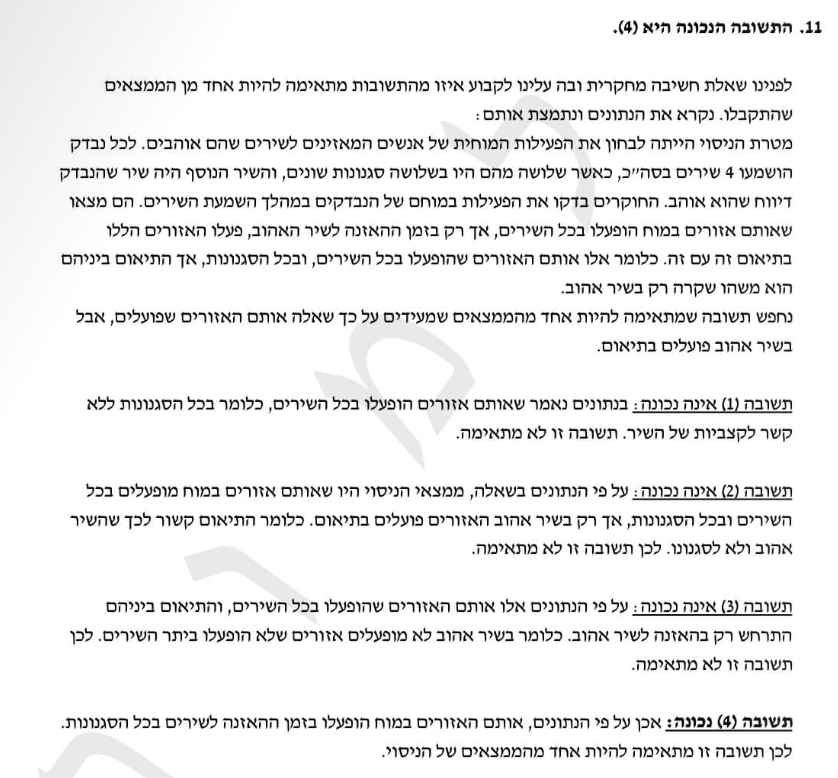 11. התשובה הנכונה היא (4).
לפנינו שאלת חשיבה מחקרית ובה עלינו לקבוע איזו מהתשובות מתאימה להיות אחד מן הממצאים
שהתקבלו. נקרא את הנתונים ונתמצת אותם:
מטרת הניסוי הייתה לבחון את הפעילות המוחית של אנשים המאזינים לשירים שהם אוהבים. לכל נבדק
הושמעו 4 שירים בסה"כ, כאשר שלושה מהם היו בשלושה סגנונות שונים, והשיר הנוסף היה שיר שהנבדק
דיווח שהוא אוהב. החוקרים בדקו את הפעילות במוחם של הנבדקים במהלך השמעת השירים. הם מצאו
שאותם אזורים במוח הופעלו בכל השירים, אך רק בזמן ההאזנה לשיר האהוב, פעלו האזורים הללו
בתיאום זה עם זה. כלומר אלו אותם האזורים שהופעלו בכל השירים, ובכל הסגנונות, אך התיאום ביניהם
הוא משהו שקרה רק בשיר אהוב.
נחפש תשובה שמתאימה להיות אחד מהממצאים שמעידים על כך שאלה אותם האזורים שפועלים, אבל
בשיר אהוב פועלים בתיאום.
תשובה (1) אינה נכונה: בנתונים נאמר שאותם אזורים הופעלו בכל השירים, כלומר בכל הסגנונות ללא
קשר לקצביות של השיר. תשובה זו לא מתאימה.
תשובה (2) אינה נכונה: על פי הנתונים בשאלה, ממצאי הניסוי היו שאותם אזורים במוח מופעלים בכל
השירים ובכל הסגנונות, אך רק בשיר אהוב האזורים פועלים בתיאום. כלומר התיאום קשור לכך שהשיר
אהוב ולא לסגנונו. לכן תשובה זו לא מתאימה.
תשובה (3) אינה נכונה: על פי הנתונים אלו אותם האזורים שהופעלו בכל השירים, והתיאום ביניהם
התרחש רק בהאזנה לשיר אהוב. כלומר בשיר אהוב לא מופעלים אזורים שלא הופעלו ביתר השירים. לכן
תשובה זו לא מתאימה.
תשובה (4) נכונה: אכן על פי הנתונים, אותם האזורים במוח הופעלו בזמן ההאזנה לשירים בכל הסגנונות.
לכן תשובה זו מתאימה להיות אחד מהממצאים של הניסוי.